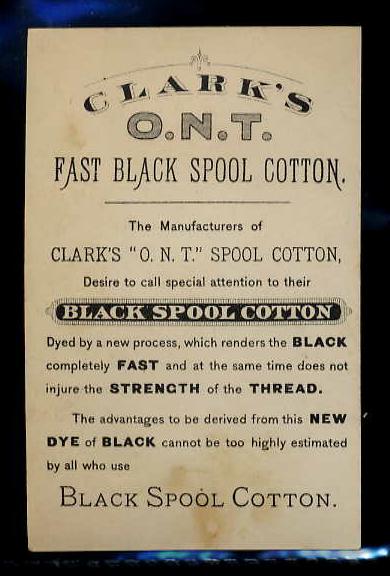 CLARK'S
O.N.T.
FAST BLACK SPOOL COTTON.
The Manufacturers of
CLARK'S "O. N. T." SPOOL COTTON,
Desire to call special attention to their
BLACK SPOOL COTTON
Dyed by a new process, which renders the BLACK
completely FAST and at the same time does not
injure the STRENGTH of the THREAD.
The advantages to be derived from this NEW
DYE of BLACK cannot be too highly estimated
by all who use
BLACK SPOOL COTTON.